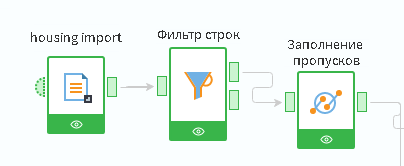 housing import
Фильтр строк
Заполнение
пропусков